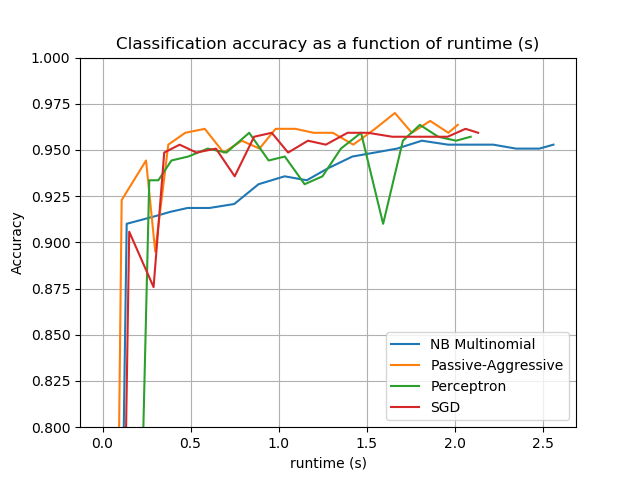 Classification accuracy as a function of runtime (s)
1.000
0.975
0.950
0.925
0.900
0.875
0.850
0.825
0.800
Accuracy
NB Multinomial
Passive-Aggressive
Perceptron
SGD
0.0 0.5 1.0 1.5 2.0 2.5
runtime (s)